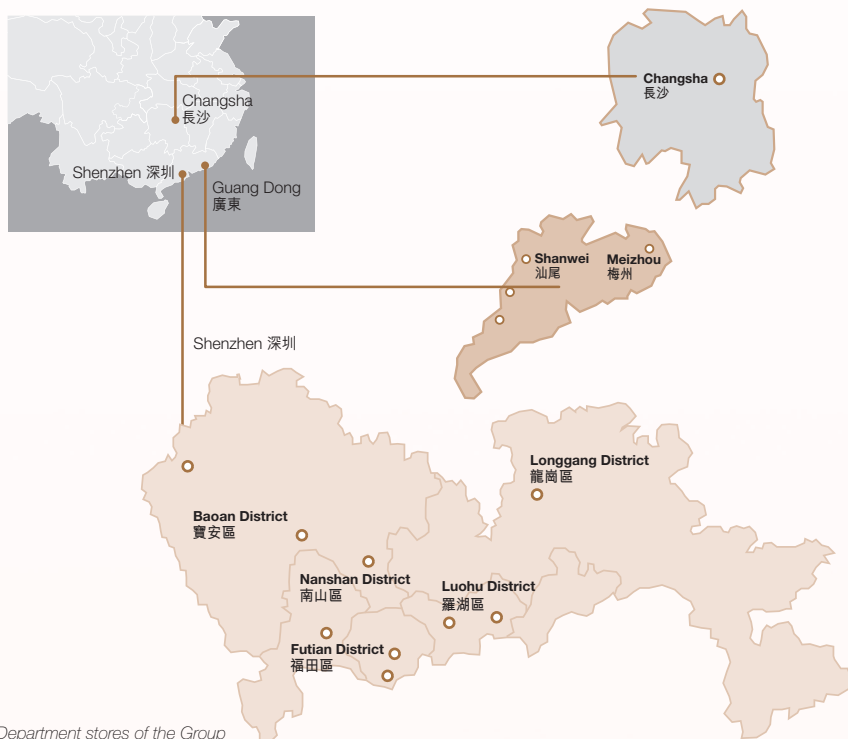 Changsha
長沙
Shenzhen 深圳
Guang Dong
廣東
Changsha
長沙
Shanwei
汕尾
Meizhou
梅州
Shenzhen 深圳
Longgang District
龍崗區
Baoan District
寶安區
Nanshan District
南山區
Luohu District
羅湖區
Futian District
福田區
Department stores of the Group